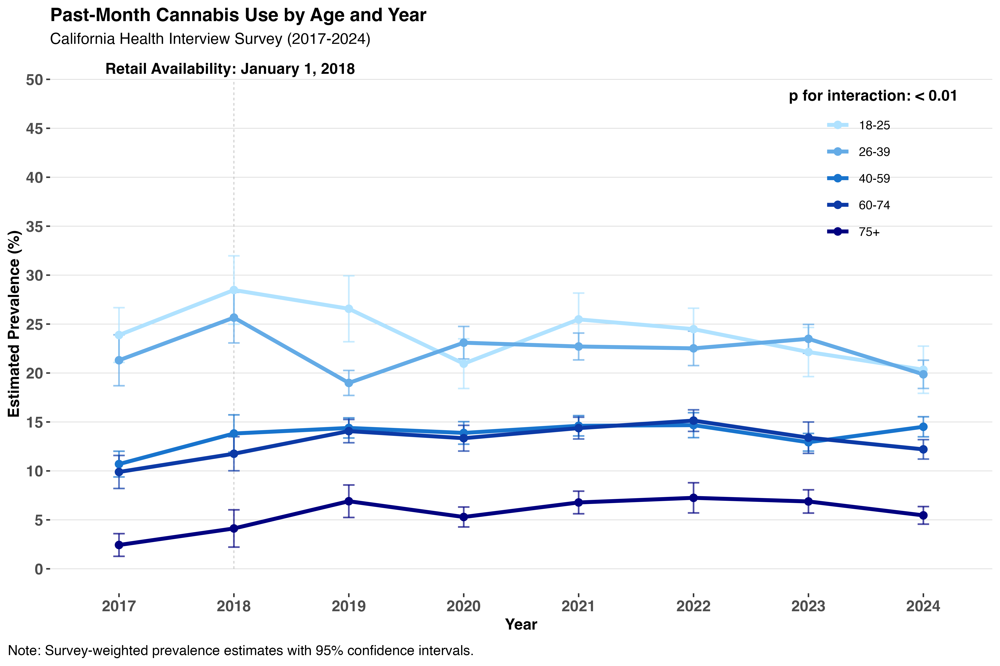 Past-Month Cannabis Use by Age and Year
California Health Interview Survey (2017-2024)
Retail Availability: January 1, 2018
p for interaction: < 0.01
18-25
26-39
40-59
60-74
75+
Estimated Prevalence (%)
50
45
40
35
30
25
20
15
10
5
0
2017 2018 2019 2020 2021 2022 2023 2024
Year
Note: Survey-weighted prevalence estimates with 95% confidence intervals.